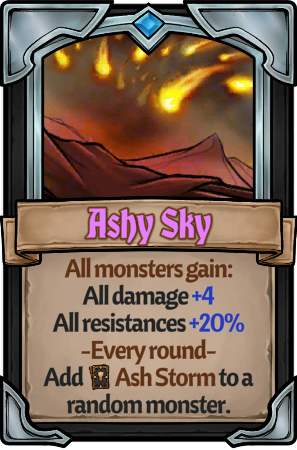 Ashy Sky
All monsters gain:
All damage +4
All resistances +20%
-Every round-
Add Ash Storm to a
random monster.